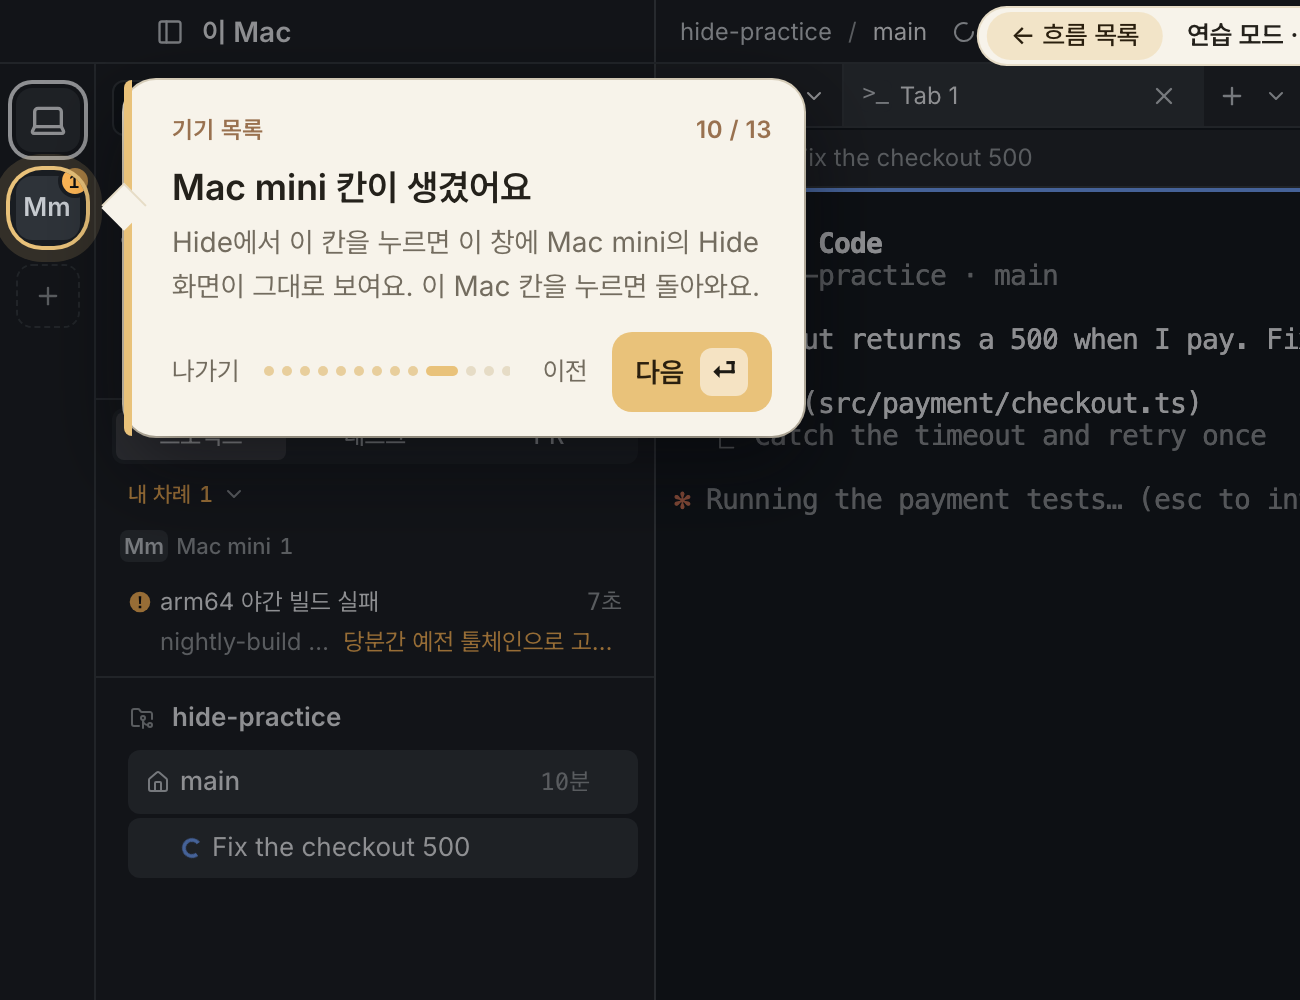 이 Mac
hide-practice / main
← 흐름 목록
연습 모드 ·
>_ Tab 1
ix the checkout 500
Mm
1
기기 목록
10 / 13
Mac mini 칸이 생겼어요
Hide에서 이 칸을 누르면 이 창에 Mac mini의 Hide
화면이 그대로 보여요. 이 Mac 칸을 누르면 돌아와요.
나가기
이전
다음
Code
-practice · main
ut returns a 500 when I pay. Fi
(src/payment/checkout.ts)
catch the timeout and retry once
✻ Running the payment tests… (esc to in
내 차례 1
Mm Mac mini 1
arm64 야간 빌드 실패
7초
nightly-build ...
당분간 예전 툴체인으로 고...
hide-practice
main
10분
Fix the checkout 500